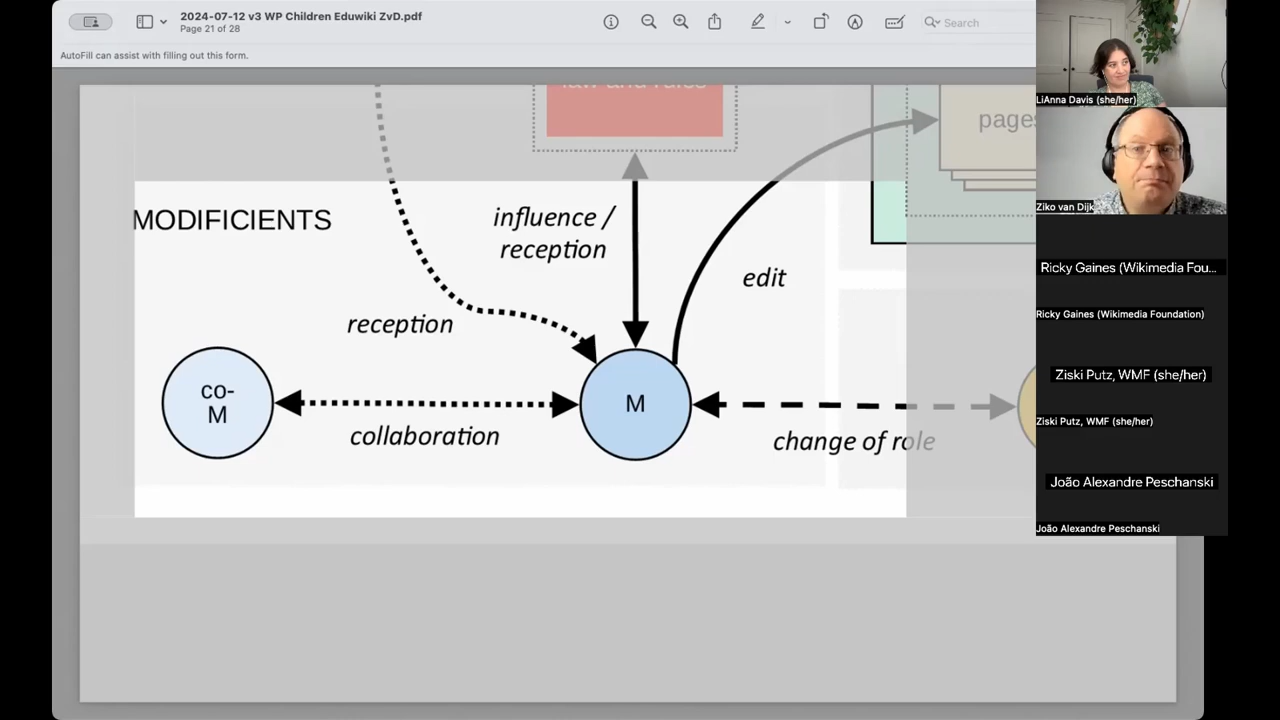 2024-07-12 v3 WP Children Eduwiki ZvD.pdf
Page 21 of 28
Search
AutoFill can assist with filling out this form.
law and rules
pages
MODIFICIENTS
influence /
reception
edit
reception
co-
M
M
collaboration
change of role
LiAnna Davis (she/her)
Ziko van Dijk
Ricky Gaines (Wikimedia Fou...
Ricky Gaines (Wikimedia Foundation)
Ziski Putz, WMF (she/her)
Ziski Putz, WMF (she/her)
João Alexandre Peschanski
João Alexandre Peschanski